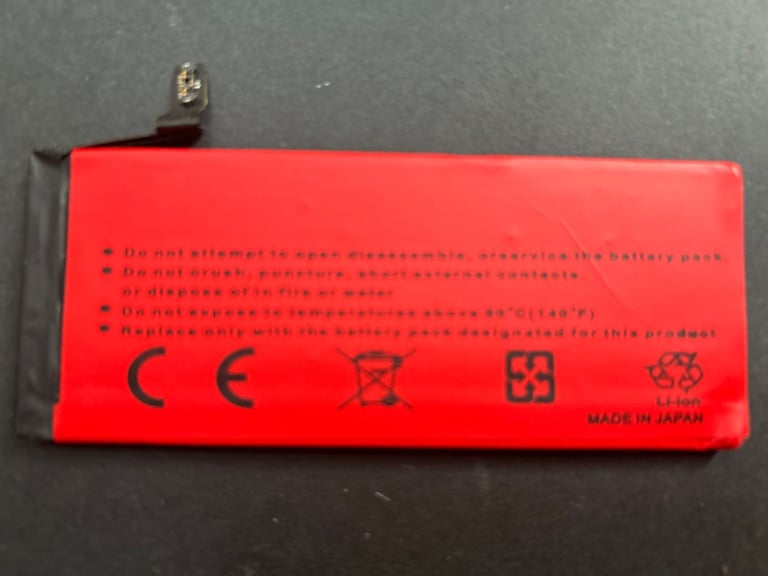 • Do not attempt to open disassemble, orservice the battery pack.
• Do not crush, puncture, short external contacts.
or dispose of in fire or water
• Do not expose to temperatures above 60°C(140°F)
• Replace only with the battery pack designated for this product
CE
Li-ion
MADE IN JAPAN